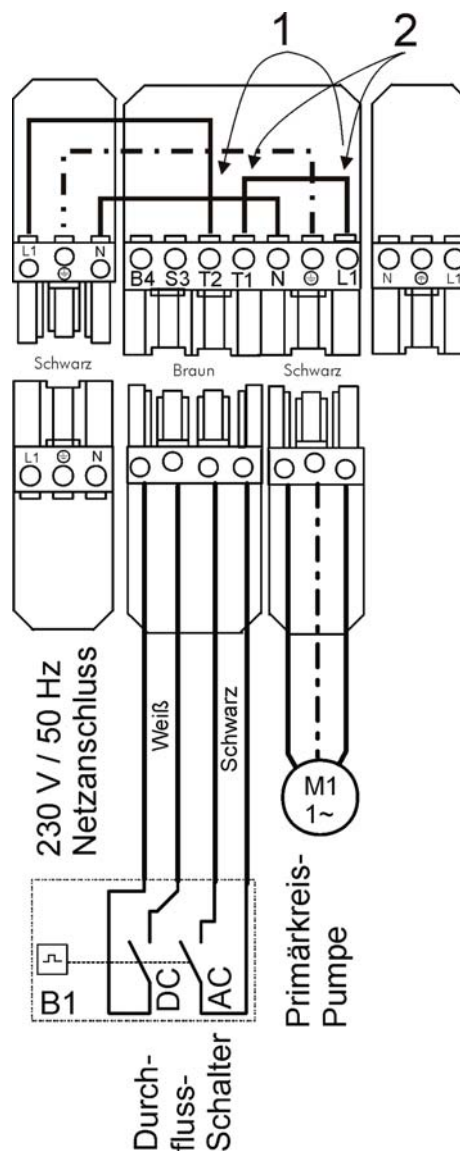 1 2
L1 N
B4 S3 T2 T1 N L1
N L1
Schwarz
Braun
Schwarz
L1 N
230 V / 50 Hz
Netzanschluss
Weiß
Schwarz
M1
1~
Primärkreis-
Pumpe
B1
DC
AC
Durch-
fluss-
Schalter